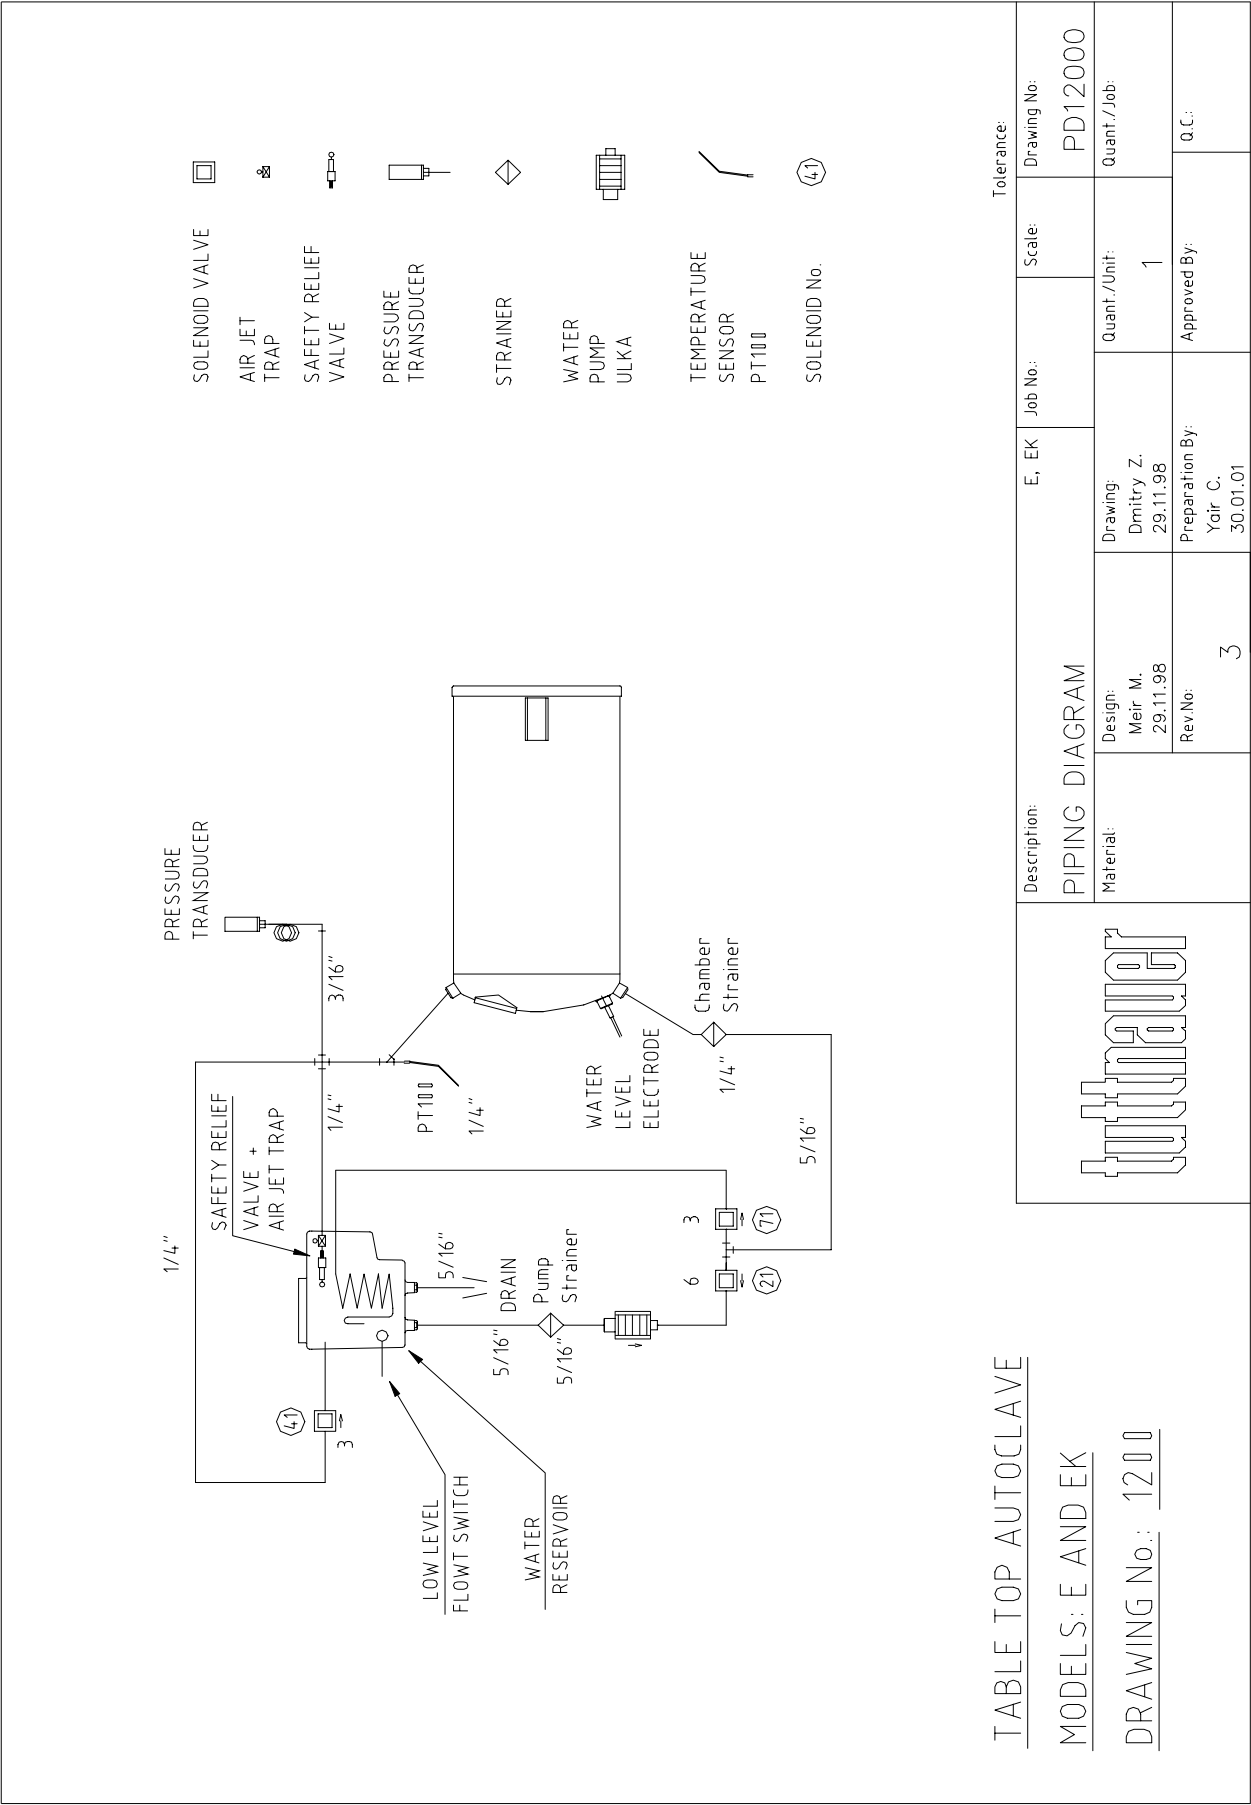 SOLENOID VALVE
AIR JET
TRAP
SAFETY RELIEF
VALVE
PRESSURE
TRANSDUCER
STRAINER
WATER
PUMP
ULKA
TEMPERATURE
SENSOR
PT100
41
SOLENOID No.
PRESSURE
TRANSDUCER
3/16"
1/4"
SAFETY RELIEF
VALVE +
AIR JET TRAP
1/4"
PT100
1/4"
WATER
LEVEL
ELECTRODE
Chamber
Strainer
1/4"
5/16"
41
3
5/16"
DRAIN
Pump
Strainer
5/16"
5/16"
3
71
6
21
LOW LEVEL
FLOWT SWITCH
WATER
RESERVOIR
TABLE TOP AUTOCLAVE
MODELS: E AND EK
DRAWING No.: 1200
Tolerance:
tuttnauer
Description:
PIPING DIAGRAM
E, EK
Job No.:
Scale:
Drawing No:
PD12000
Material:
Design:
Meir M.
29.11.98
Drawing:
Dmitry Z.
29.11.98
Quant./Unit:
1
Quant./Job:
Rev.No:
3
Preparation By:
Yair C.
30.01.01
Approved By:
Q.C.: